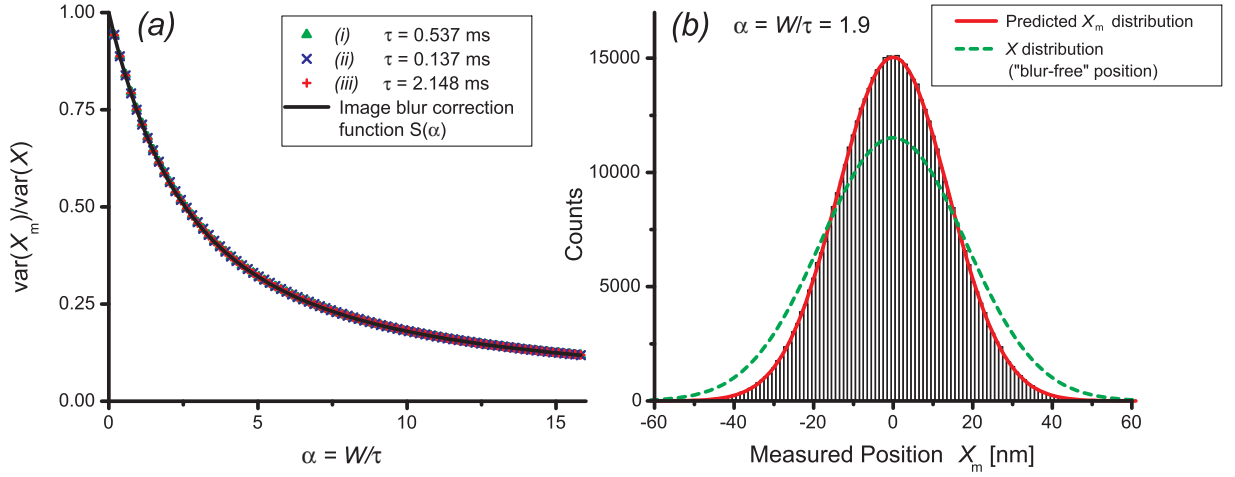 (a)
(i) τ = 0.537 ms
(ii) τ = 0.137 ms
(iii) τ = 2.148 ms
Image blur correction
function S(α)
1.00
0.75
0.50
0.25
0.00
var(Xm)/var(X)
0
5
10
15
α = W/τ
(b)
α = W/τ = 1.9
Predicted Xm distribution
X distribution
("blur-free" position)
15000
10000
5000
0
Counts
-60
-40
-20
0
20
40
60
Measured Position Xm [nm]